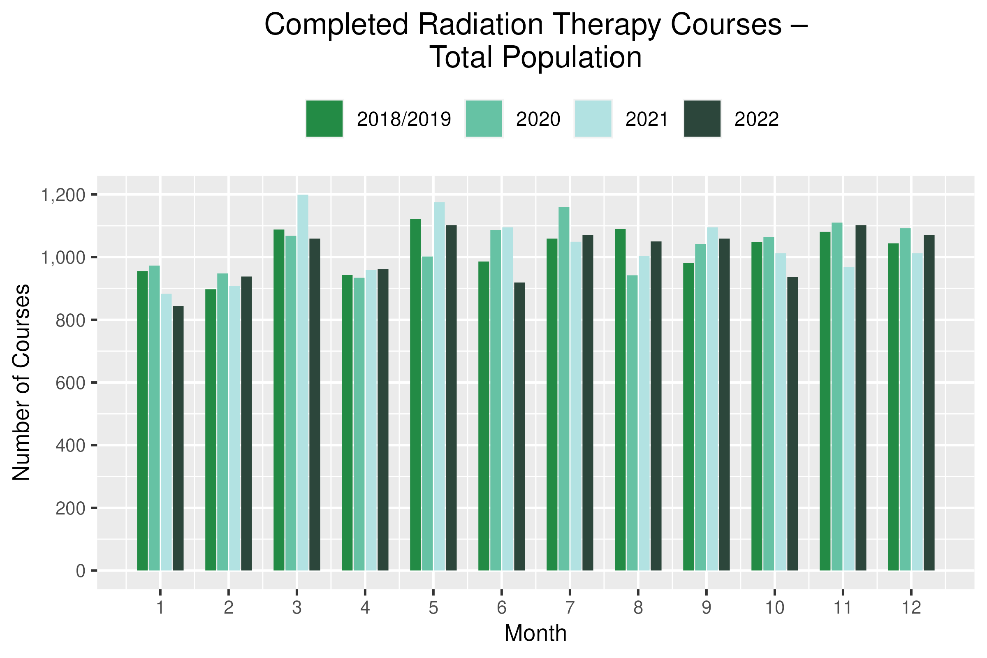 Completed Radiation Therapy Courses –
Total Population
2018/2019 2020 2021 2022
Number of Courses
1,200
1,000
800
600
400
200
0
1 2 3 4 5 6 7 8 9 10 11 12
Month